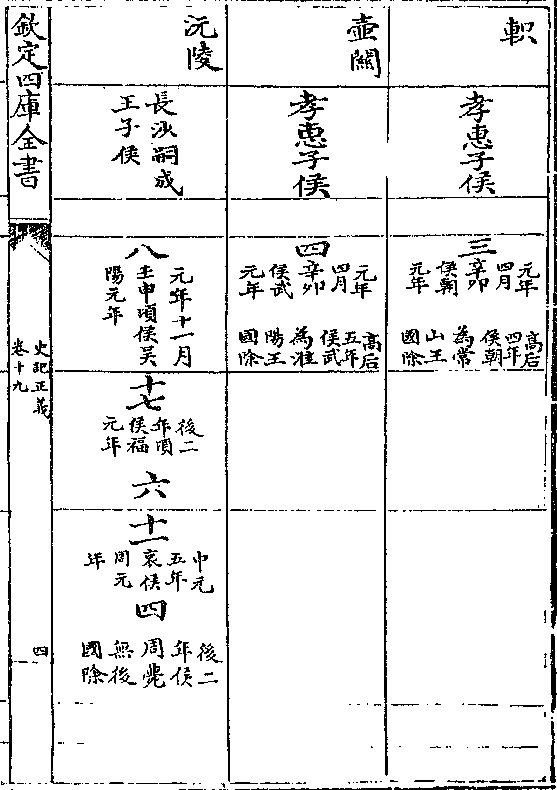 軹
孝惠子侯
三
元年
四月
辛卯
侯朝
元年
高后
四年
侯朝
為常
山王
國除
壺關
孝惠子侯
四
元年
四月
辛卯
侯武
元年
高后
五年
侯武
為淮
陽王
國除
沅陵
長沙嗣成
王子侯
八
元年十一月
壬申頃侯吴
陽元年
十七
後二
年頃
侯福
元年
六
十一
中元
五年
哀侯
周元
年
四
後二
年侯
周薨
無後
國除
欽定四庫全書
史記正義
卷十九
四